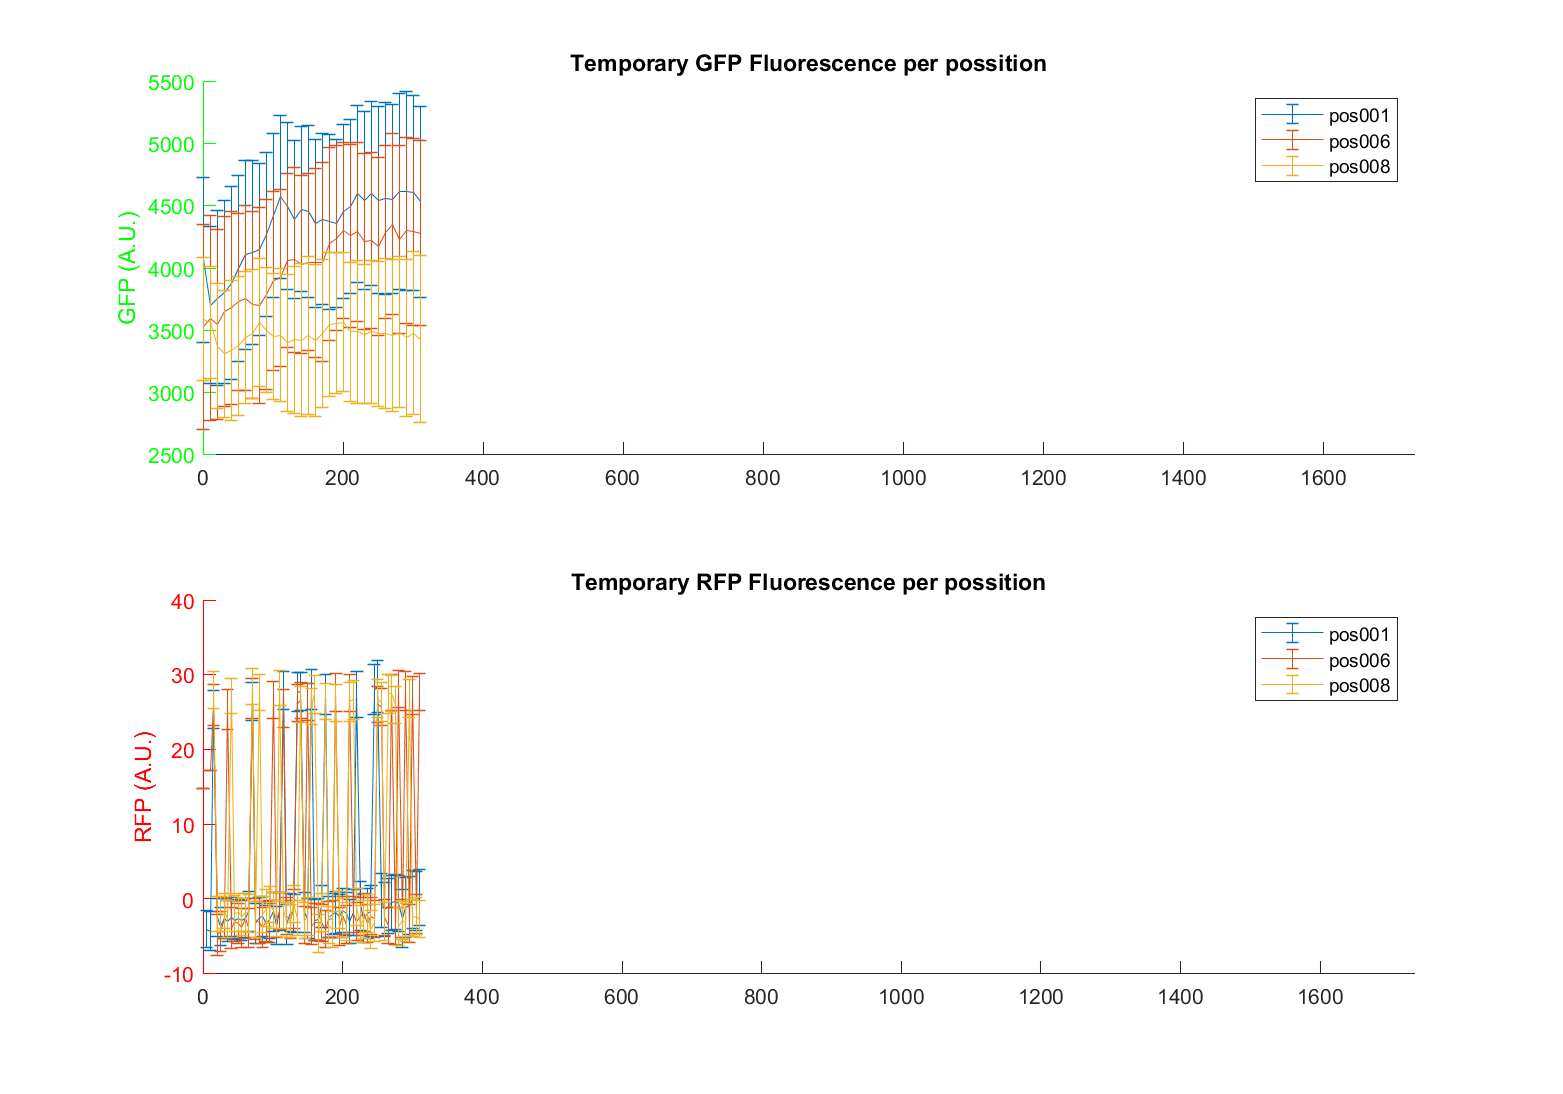 Temporary GFP Fluorescence per possition
5500
5000
4500
4000
3500
3000
2500
GFP (A.U.)
0 200 400 600 800 1000 1200 1400 1600
pos001
pos006
pos008
Temporary RFP Fluorescence per possition
40
30
20
10
0
-10
RFP (A.U.)
0 200 400 600 800 1000 1200 1400 1600
pos001
pos006
pos008